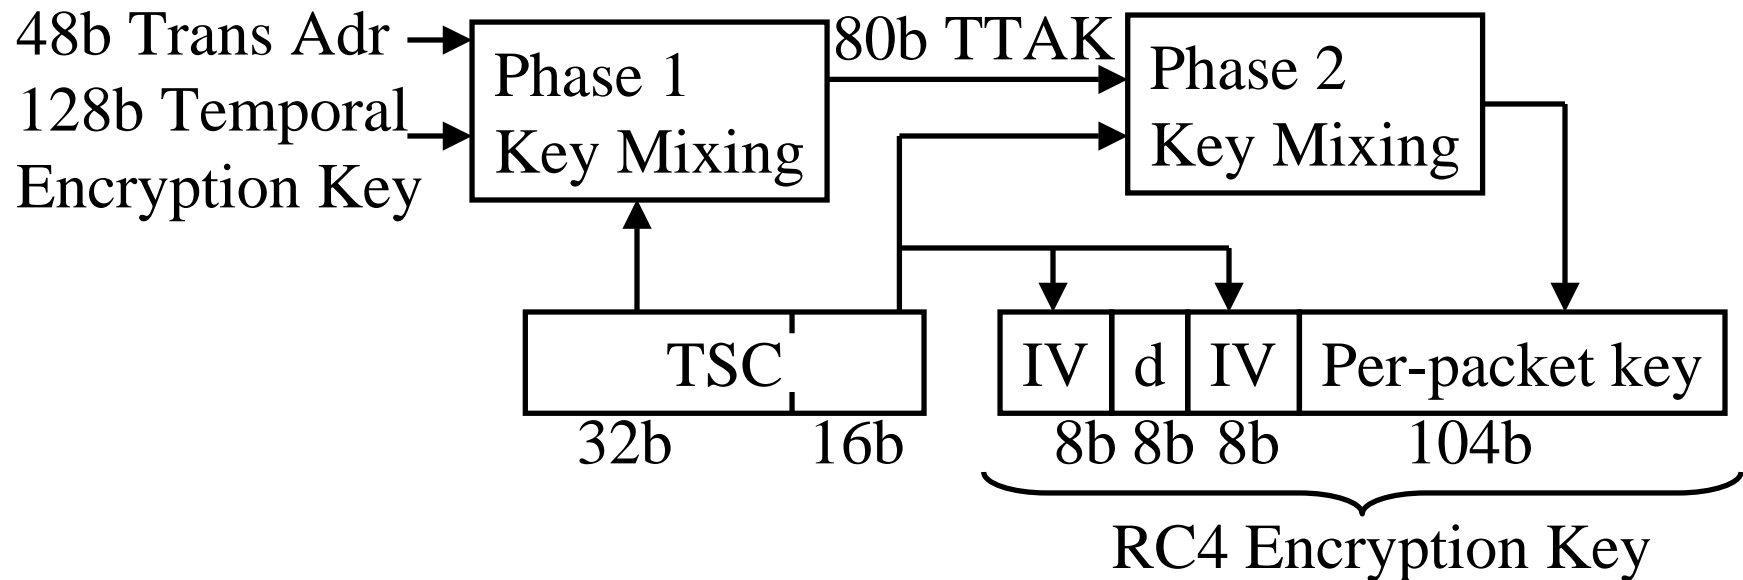 48b Trans Adr
128b Temporal
Encryption Key
Phase 1
Key Mixing
80b TTAK
Phase 2
Key Mixing
TSC
32b
16b
IV
d
IV
Per-packet key
8b
8b
8b
104b
RC4 Encryption Key